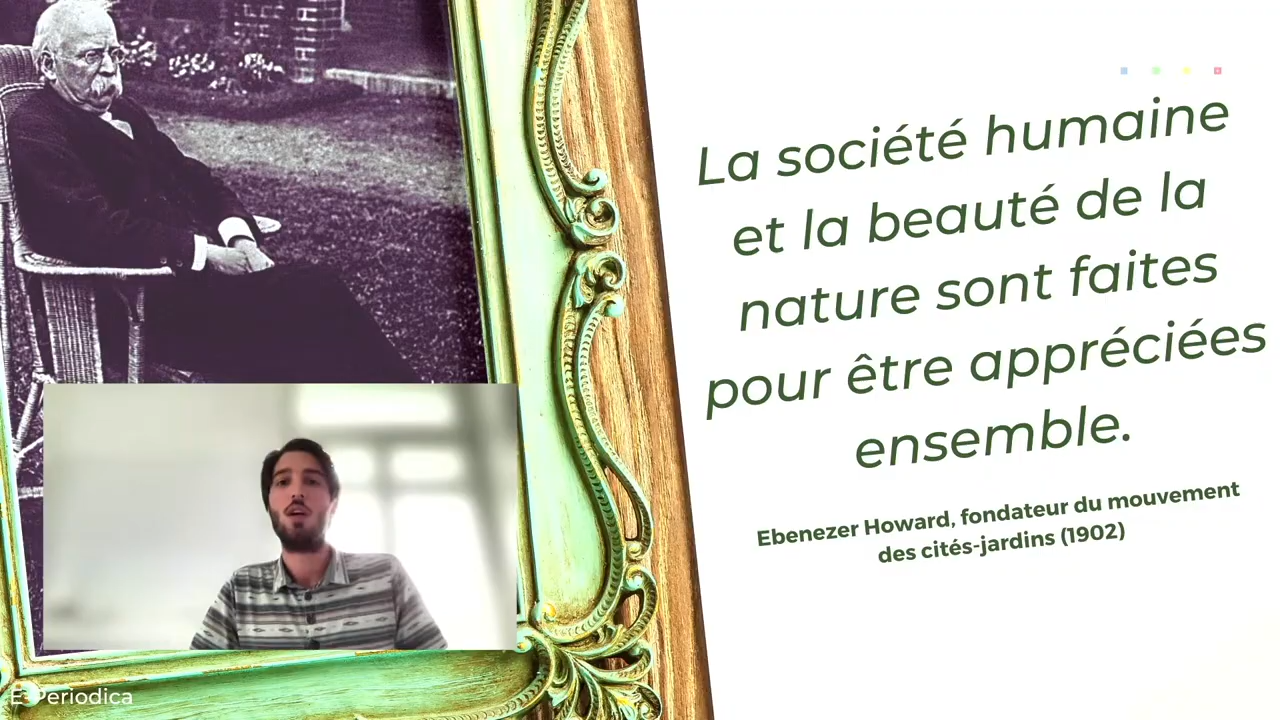 La société humaine
et la beauté de la
nature sont faites
pour être appréciées
ensemble.
Ebenezer Howard, fondateur du mouvement
des cités-jardins (1902)
E-Periodica